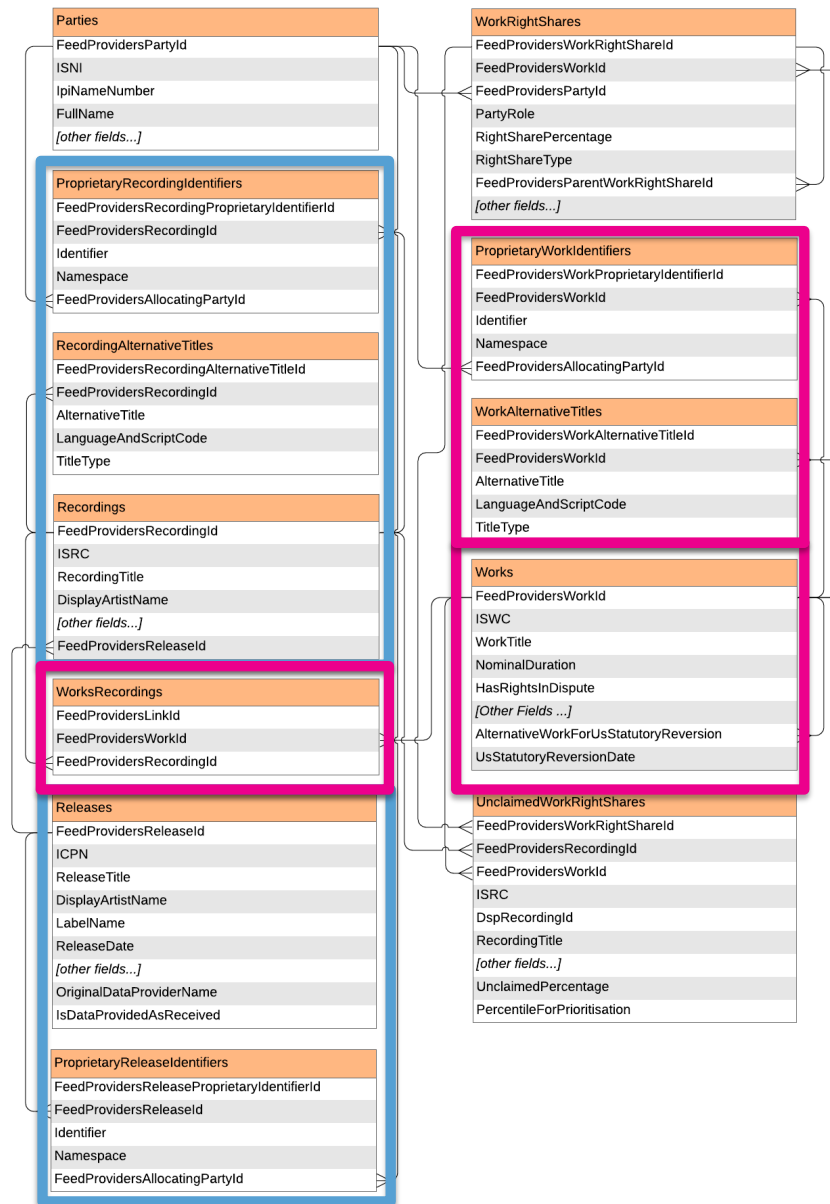 Parties
FeedProvidersPartyId
ISNI
IpiNameNumber
FullName
[other fields...]
ProprietaryRecordingIdentifiers
FeedProvidersRecordingProprietaryIdentifierId
FeedProvidersRecordingId
Identifier
Namespace
FeedProvidersAllocatingPartyId
RecordingAlternativeTitles
FeedProvidersRecordingAlternativeTitleId
FeedProvidersRecordingId
AlternativeTitle
LanguageAndScriptCode
TitleType
Recordings
FeedProvidersRecordingId
ISRC
RecordingTitle
DisplayArtistName
[other fields...]
FeedProvidersReleaseId
WorksRecordings
FeedProvidersLinkId
FeedProvidersWorkId
FeedProvidersRecordingId
Releases
FeedProvidersReleaseId
ICPN
ReleaseTitle
DisplayArtistName
LabelName
ReleaseDate
[other fields...]
OriginalDataProviderName
IsDataProvidedAsReceived
ProprietaryReleaseIdentifiers
FeedProvidersReleaseProprietaryIdentifierId
FeedProvidersReleaseId
Identifier
Namespace
FeedProvidersAllocatingPartyId
WorkRightShares
FeedProvidersWorkRightShareId
FeedProvidersWorkId
FeedProvidersPartyId
PartyRole
RightSharePercentage
RightShareType
FeedProvidersParentWorkRightShareId
[other fields...]
ProprietaryWorkIdentifiers
FeedProvidersWorkProprietaryIdentifierId
FeedProvidersWorkId
Identifier
Namespace
FeedProvidersAllocatingPartyId
WorkAlternativeTitles
FeedProvidersWorkAlternativeTitleId
FeedProvidersWorkId
AlternativeTitle
LanguageAndScriptCode
TitleType
Works
FeedProvidersWorkId
ISWC
WorkTitle
NominalDuration
HasRightsInDispute
[Other Fields ...]
AlternativeWorkForUsStatutoryReversion
UsStatutoryReversionDate
UnclaimedWorkRightShares
FeedProvidersWorkRightShareId
FeedProvidersRecordingId
FeedProvidersWorkId
ISRC
DspRecordingId
RecordingTitle
[other fields...]
UnclaimedPercentage
PercentileForPrioritisation